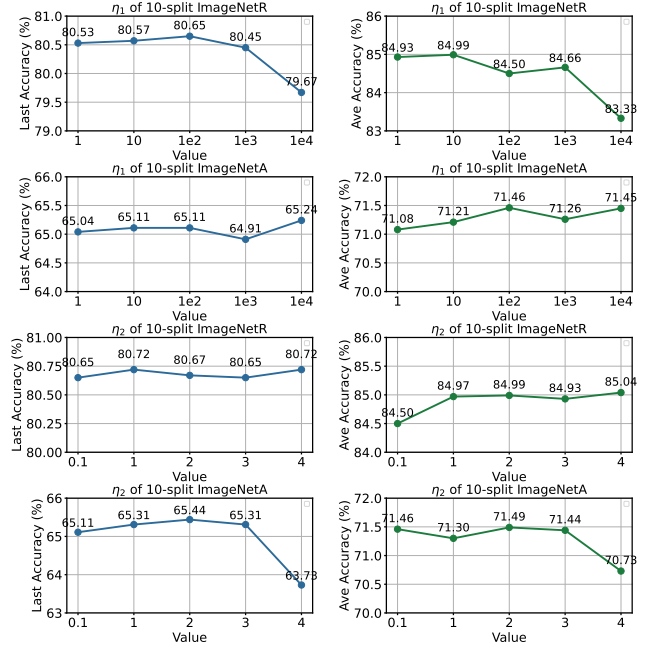 η1 of 10-split ImageNetR
Last Accuracy (%)
81.0
80.5
80.0
79.5
79.0
80.53
80.57
80.65
80.45
79.67
1
10
1e2
1e3
1e4
Value
η1 of 10-split ImageNetR
Ave Accuracy (%)
86
85
84
83
84.93
84.99
84.50
84.66
83.33
1
10
1e2
1e3
1e4
Value
η1 of 10-split ImageNetA
Last Accuracy (%)
66.0
65.5
65.0
64.5
64.0
65.04
65.11
65.11
64.91
65.24
1
10
1e2
1e3
1e4
Value
η1 of 10-split ImageNetA
Ave Accuracy (%)
72.0
71.5
71.0
70.5
70.0
71.08
71.21
71.46
71.26
71.45
1
10
1e2
1e3
1e4
Value
η2 of 10-split ImageNetR
Last Accuracy (%)
81.00
80.75
80.50
80.25
80.00
80.65
80.72
80.67
80.65
80.72
0.1
1
2
3
4
Value
η2 of 10-split ImageNetR
Ave Accuracy (%)
86.0
85.5
85.0
84.5
84.0
84.50
84.97
84.99
84.93
85.04
0.1
1
2
3
4
Value
η2 of 10-split ImageNetA
Last Accuracy (%)
66
65
64
63
65.11
65.31
65.44
65.31
63.73
0.1
1
2
3
4
Value
η2 of 10-split ImageNetA
Ave Accuracy (%)
72.0
71.5
71.0
70.5
70.0
71.46
71.30
71.49
71.44
70.73
0.1
1
2
3
4
Value